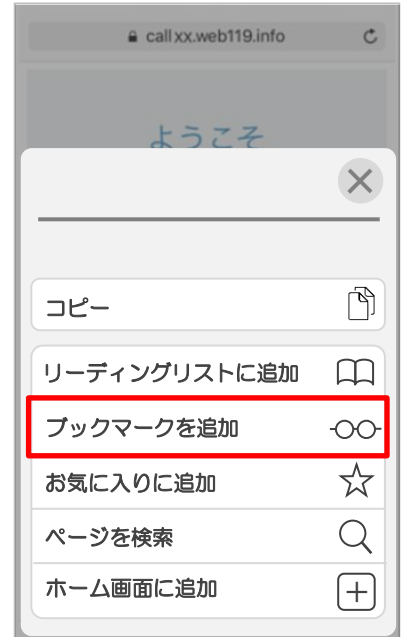 callxx.web119.info
ようこそ
コピー
リーディングリストに追加
ブックマークを追加
お気に入りに追加
ページを検索
ホーム画面に追加